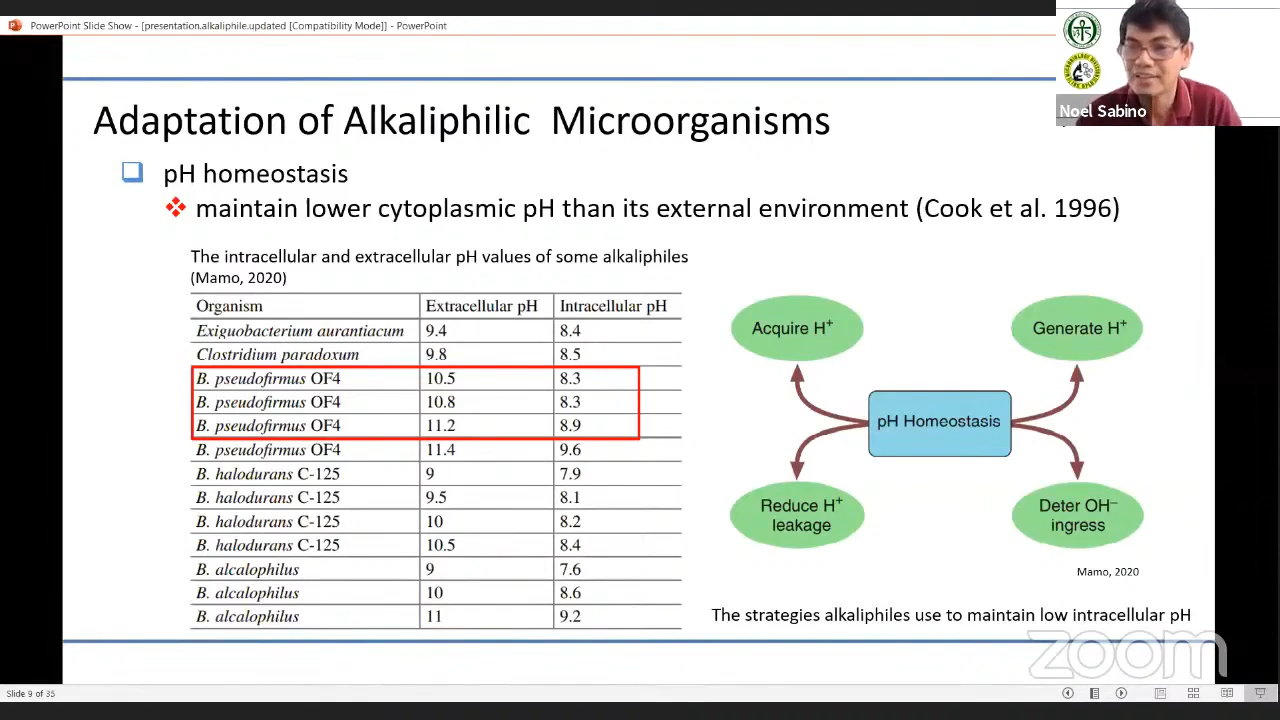 PowerPoint Slide Show - [presentation.alkaliphile.updated [Compatibility Mode]] - PowerPoint
Noel Sabino
Adaptation of Alkaliphilic Microorganisms
pH homeostasis
maintain lower cytoplasmic pH than its external environment (Cook et al. 1996)
The intracellular and extracellular pH values of some alkaliphiles
(Mamo, 2020)
Organism Extracellular pH Intracellular pH
Exiguobacterium aurantiacum 9.4 8.4
Clostridium paradoxum 9.8 8.5
B. pseudofirmus OF4 10.5 8.3
B. pseudofirmus OF4 10.8 8.3
B. pseudofirmus OF4 11.2 8.9
B. pseudofirmus OF4 11.4 9.6
B. halodurans C-125 9 7.9
B. halodurans C-125 9.5 8.1
B. halodurans C-125 10 8.2
B. halodurans C-125 10.5 8.4
B. alcalophilus 9 7.6
B. alcalophilus 10 8.6
B. alcalophilus 11 9.2
Acquire H⁺
Generate H⁺
pH Homeostasis
Reduce H⁺
leakage
Deter OH⁻
ingress
Mamo, 2020
The strategies alkaliphiles use to maintain low intracellular pH
zoom
Slide 9 of 35